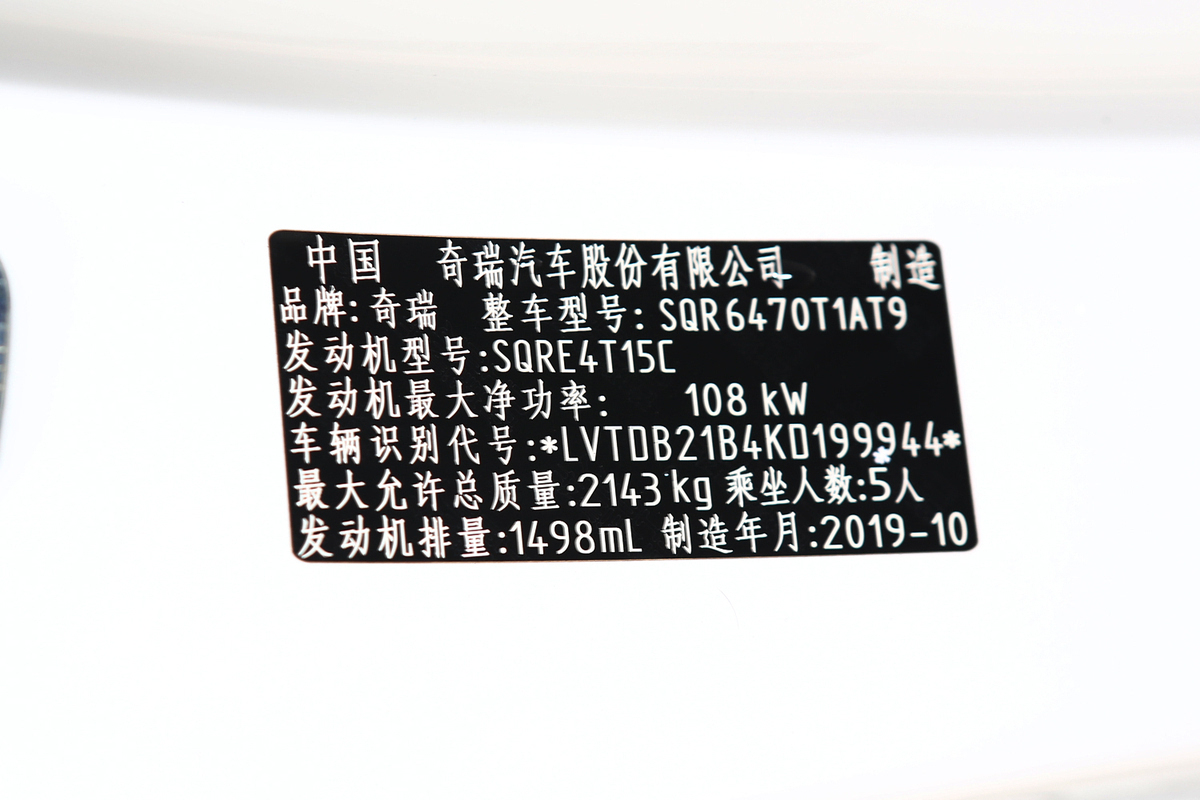 中国 奇瑞汽车股份有限公司 制造
品牌:奇瑞 整车型号:SQR6470T1AT9
发动机型号:SQRE4T15C
发动机最大净功率: 108 kW
车辆识别代号:*LVTDB21B4KD199944*
最大允许总质量:2143 kg 乘坐人数:5人
发动机排量:1498mL 制造年月:2019-10